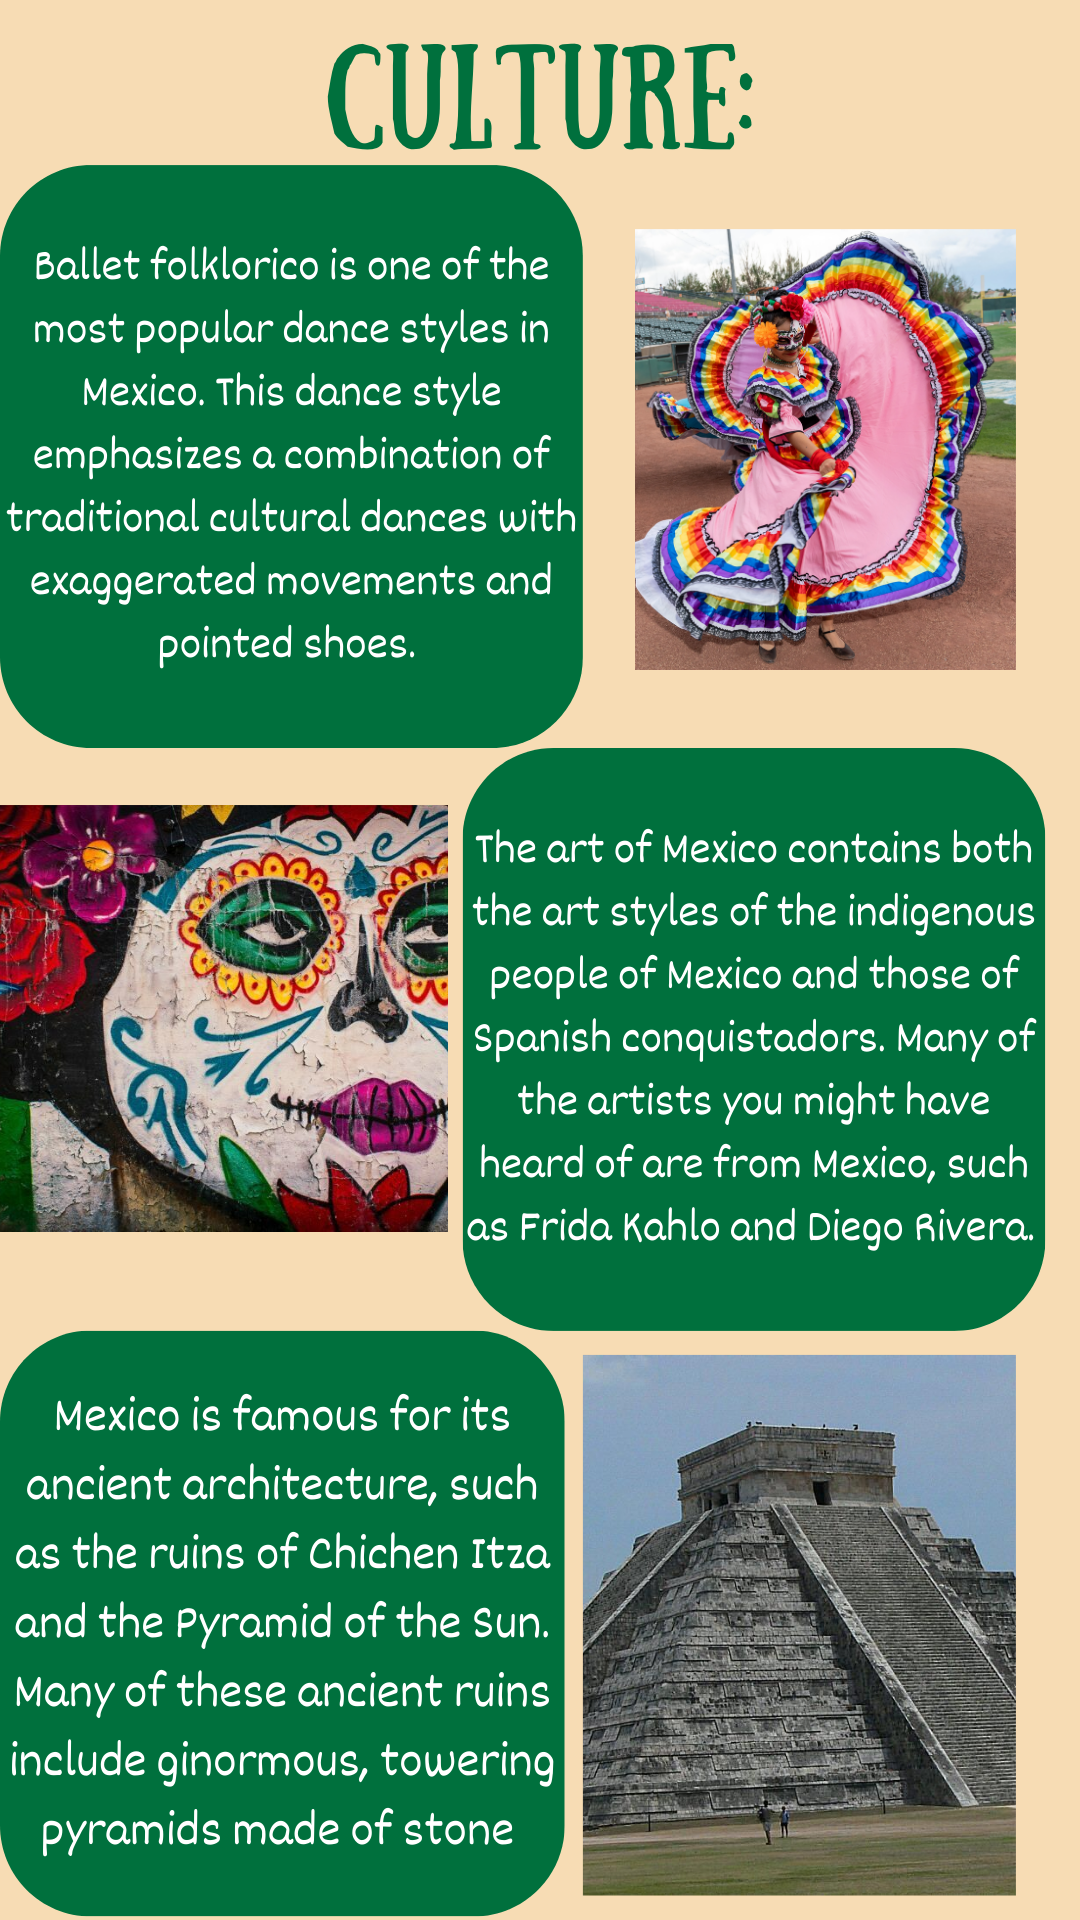 CULTURE:
Ballet folklorico is one of the
most popular dance styles in
Mexico. This dance style
emphasizes a combination of
traditional cultural dances with
exaggerated movements and
pointed shoes.
The art of Mexico contains both
the art styles of the indigenous
people of Mexico and those of
Spanish conquistadors. Many of
the artists you might have
heard of are from Mexico, such
as Frida Kahlo and Diego Rivera.
Mexico is famous for its
ancient architecture, such
as the ruins of Chichen Itza
and the Pyramid of the Sun.
Many of these ancient ruins
include ginormous, towering
pyramids made of stone